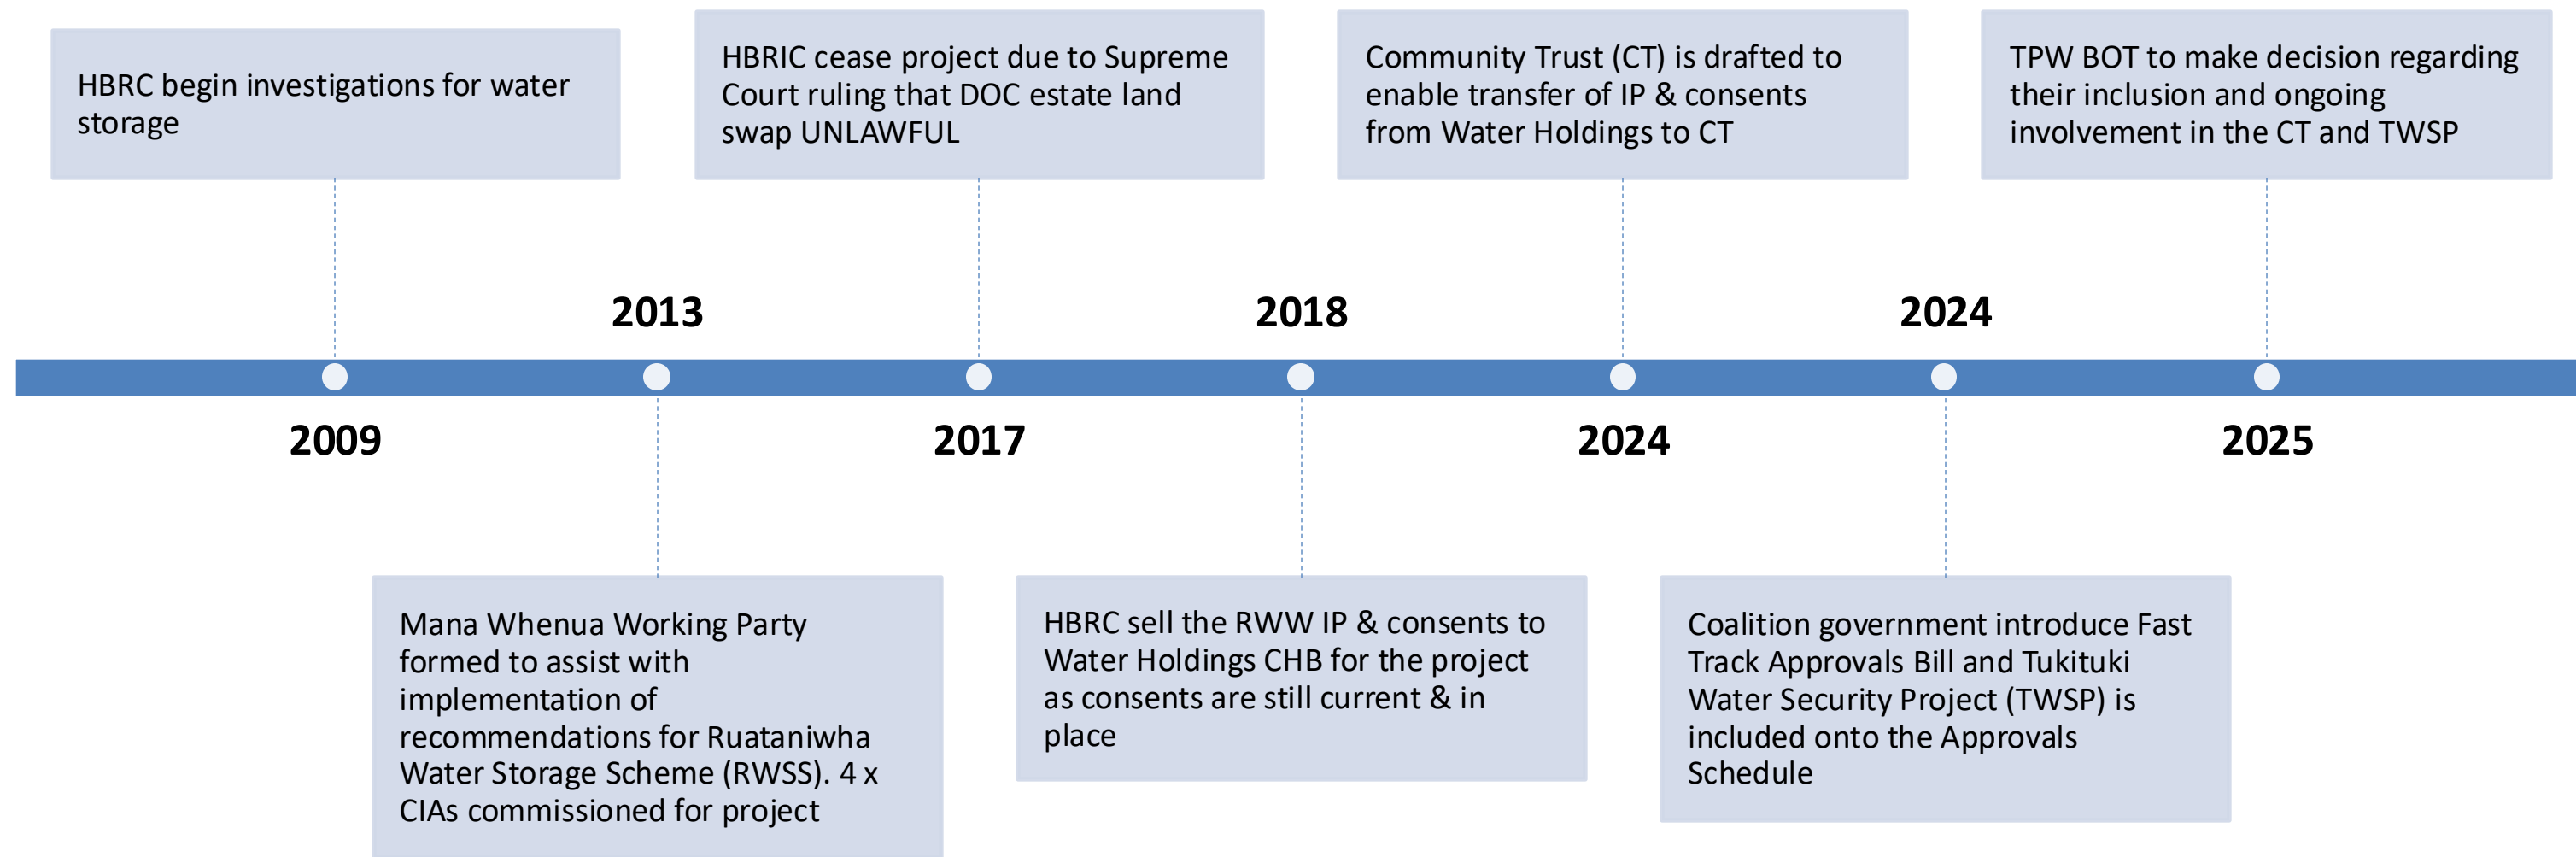 HBRC begin investigations for water
storage
2009
2013
Mana Whenua Working Party
formed to assist with
implementation of
recommendations for Ruataniwha
Water Storage Scheme (RWSS). 4 x
CIAs commissioned for project
HBRIC cease project due to Supreme
Court ruling that DOC estate land
swap UNLAWFUL
2017
2018
HBRC sell the RWW IP & consents to
Water Holdings CHB for the project
as consents are still current & in
place
Community Trust (CT) is drafted to
enable transfer of IP & consents
from Water Holdings to CT
2024
2024
Coalition government introduce Fast
Track Approvals Bill and Tukituki
Water Security Project (TWSP) is
included onto the Approvals
Schedule
TPW BOT to make decision regarding
their inclusion and ongoing
involvement in the CT and TWSP
2025